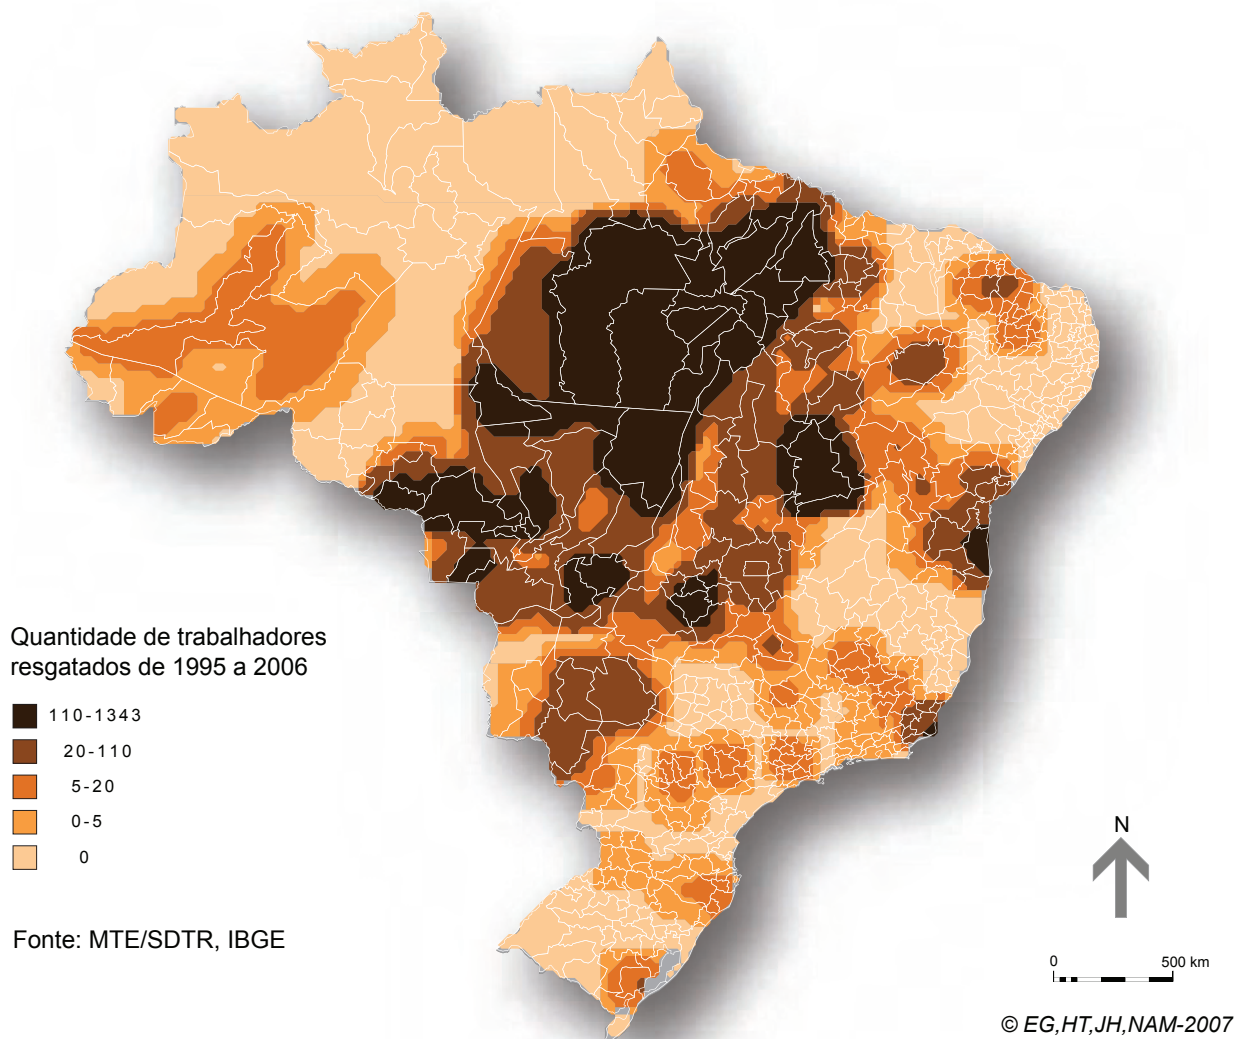 Quantidade de trabalhadores
resgatados de 1995 a 2006
110-1343
20-110
5-20
0-5
0
Fonte: MTE/SDTR, IBGE
N
0 500 km
© EG,HT,JH,NAM-2007